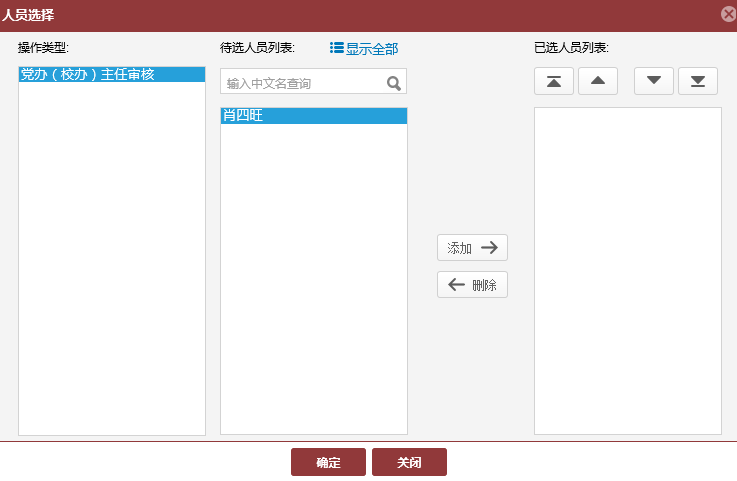 人员选择
操作类型:
待选人员列表:
显示全部
已选人员列表:
党办（校办）主任审核
输入中文名查询
肖四旺
添加
删除
确定
关闭